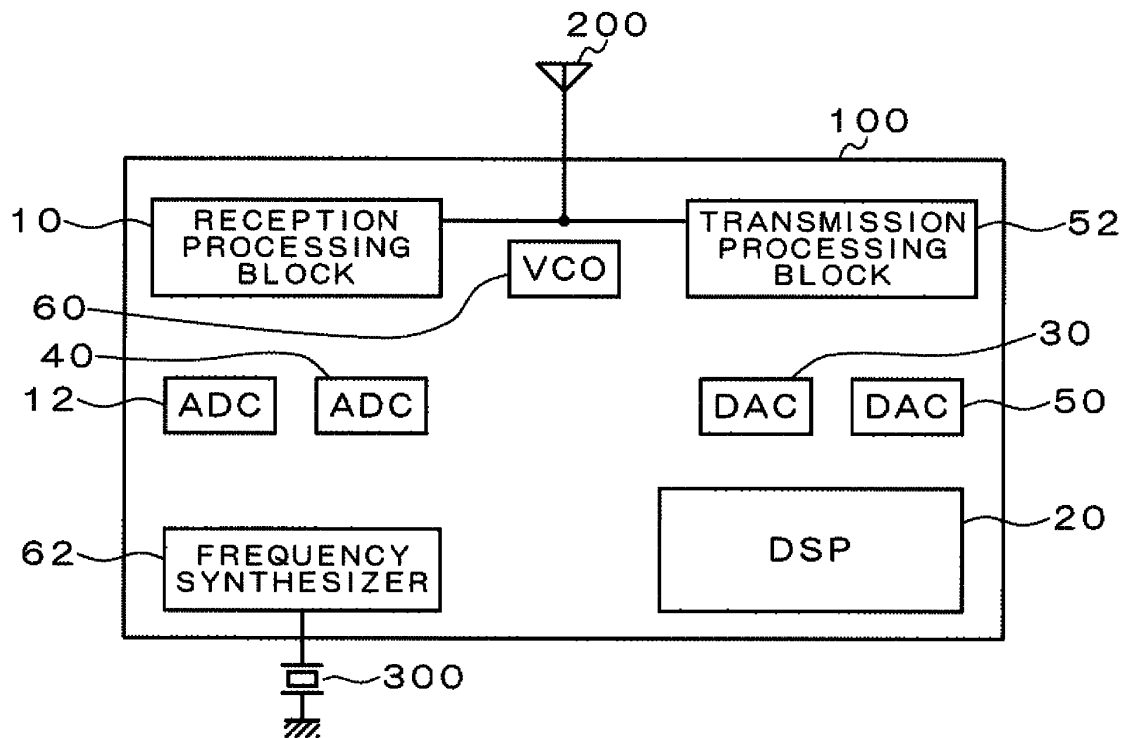 200
100
10
RECEPTION
PROCESSING
BLOCK
TRANSMISSION
PROCESSING
BLOCK
52
VCO
60
40
30
12
ADC
ADC
DAC
DAC
50
62
FREQUENCY
SYNTHESIZER
DSP
20
300